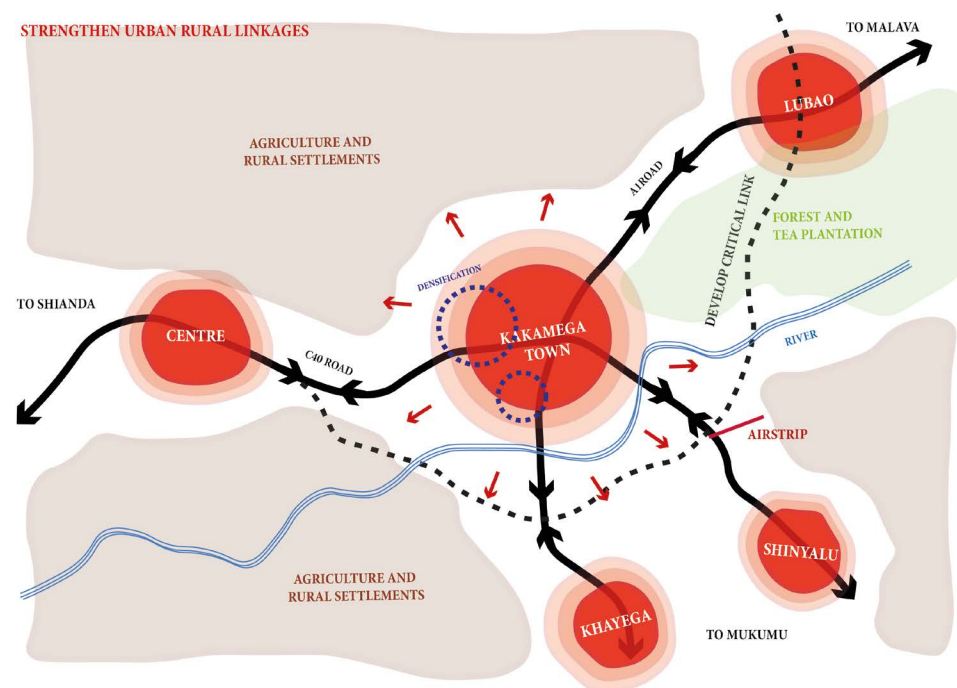 STRENGTHEN URBAN RURAL LINKAGES
TO MALAVA
LUBAO
AGRICULTURE AND
RURAL SETTLEMENTS
A1ROAD
DEVELOP CRITICAL LINK
FOREST AND
TEA PLANTATION
DENSIFICATION
TO SHIANDA
CENTRE
KAKAMEGA
TOWN
RIVER
C40 ROAD
AIRSTRIP
SHINYALU
AGRICULTURE AND
RURAL SETTLEMENTS
KHAYEGA
TO MUKUMU